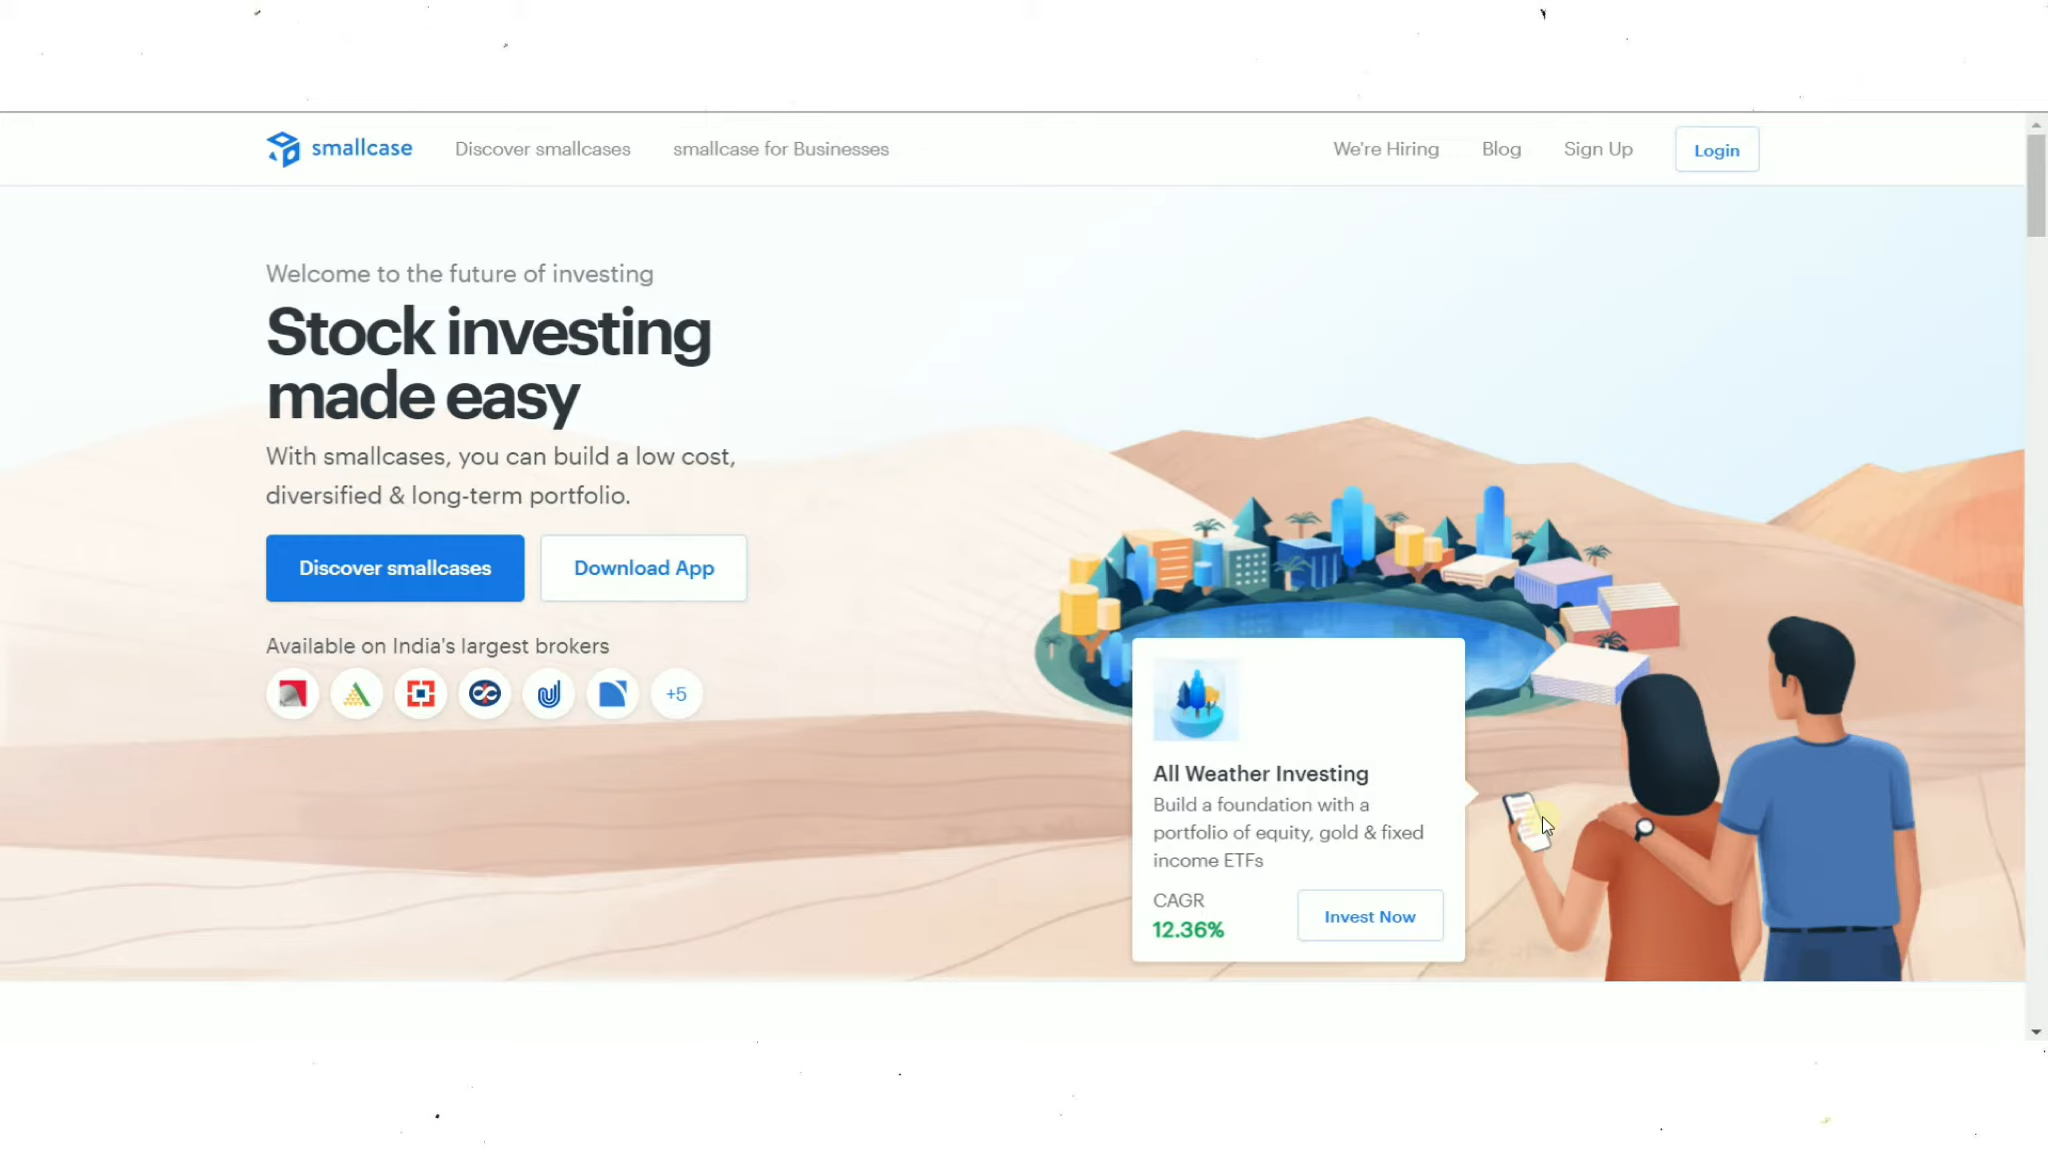 smallcase
Discover smallcases
smallcase for Businesses
We're Hiring
Blog
Sign Up
Login
Welcome to the future of investing
Stock investing
made easy
With smallcases, you can build a low cost,
diversified & long-term portfolio.
Discover smallcases
Download App
Available on India's largest brokers
+5
All Weather Investing
Build a foundation with a
portfolio of equity, gold & fixed
income ETFs
CAGR
12.36%
Invest Now